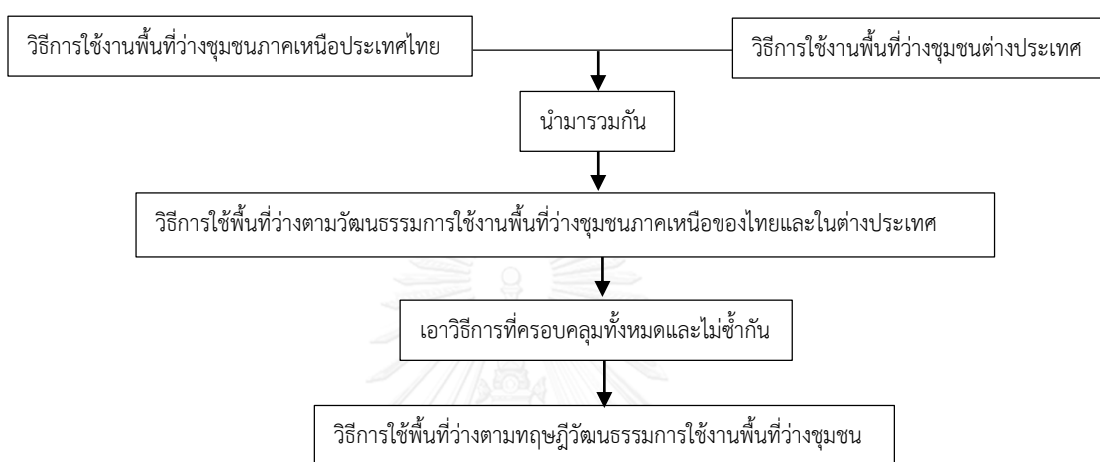 วิธีการใช้งานพื้นที่ว่างชุมชนภาคเหนือประเทศไทย
วิธีการใช้งานพื้นที่ว่างชุมชนต่างประเทศ
นำมารวมกัน
วิธีการใช้พื้นที่ว่างตามวัฒนธรรมการใช้งานพื้นที่ว่างชุมชนภาคเหนือของไทยและในต่างประเทศ
เอาวิธีการที่ครอบคลุมทั้งหมดและไม่ซ้ำกัน
วิธีการใช้พื้นที่ว่างตามทฤษฎีวัฒนธรรมการใช้งานพื้นที่ว่างชุมชน